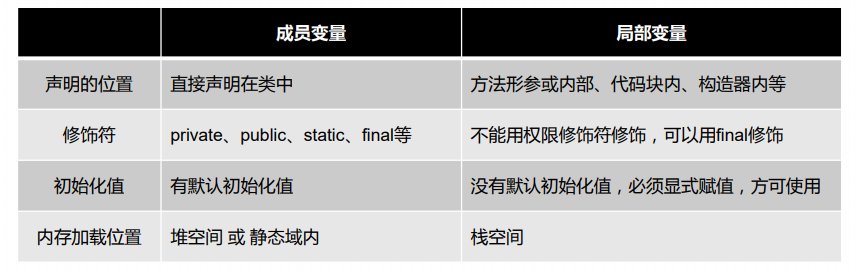 成员变量 局部变量
声明的位置 直接声明在类中 方法形参或内部、代码块内、构造器内等
修饰符 private、public、static、final等 不能用权限修饰符修饰，可以用final修饰
初始化值 有默认初始化值 没有默认初始化值，必须显式赋值，方可使用
内存加载位置 堆空间 或 静态域内 栈空间